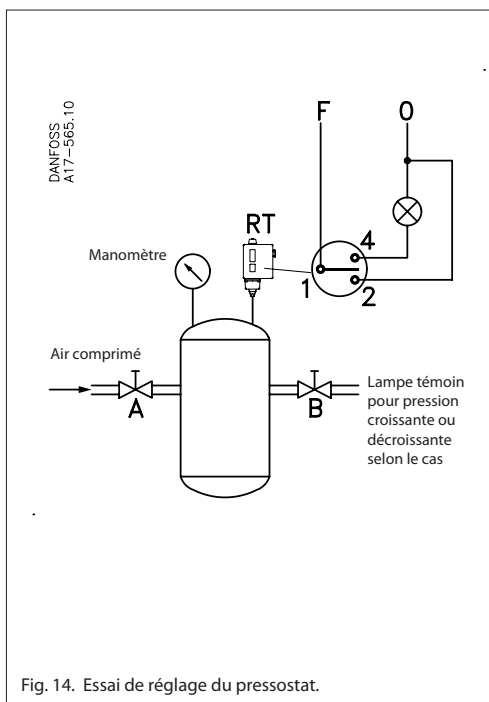 DANFOSS
A17-565.10
F
O
RT
4
1
2
Manomètre
Air comprimé
A
B
Lampe témoin
pour pression
croissante ou
décroissante
selon le cas
Fig. 14. Essai de réglage du pressostat.